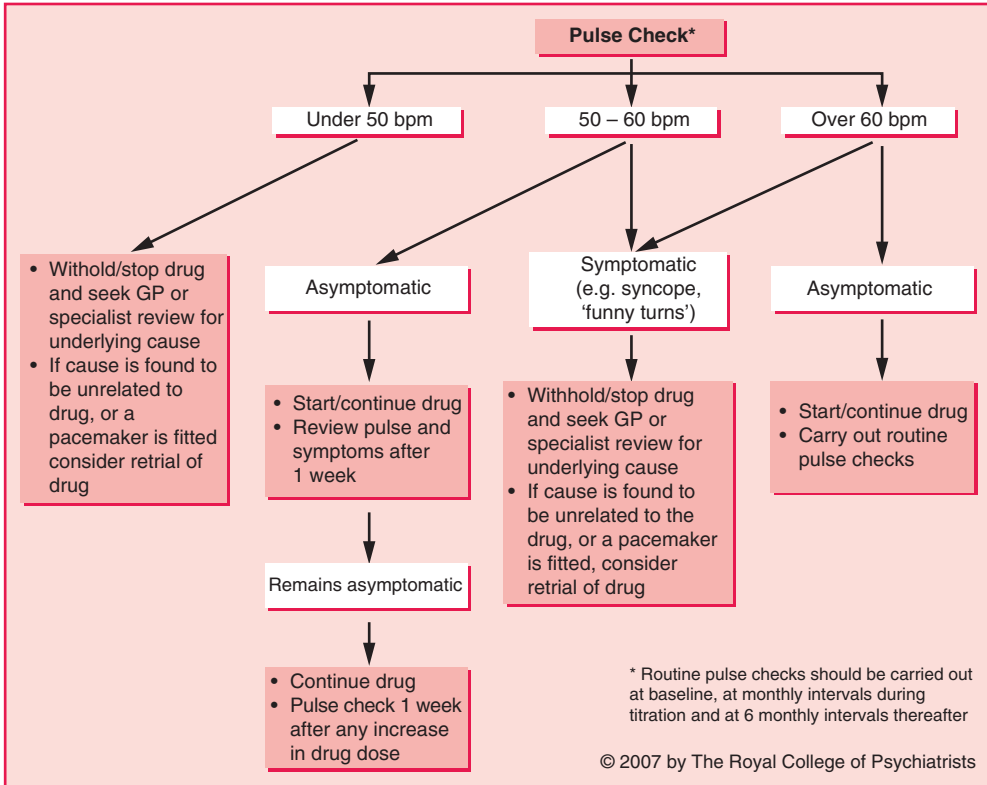 Pulse Check*
Under 50 bpm
50 – 60 bpm
Over 60 bpm
• Withold/stop drug
and seek GP or
specialist review for
underlying cause
• If cause is found to
be unrelated to
drug, or a
pacemaker is fitted
consider retrial of
drug
Asymptomatic
Symptomatic
(e.g. syncope,
‘funny turns’)
Asymptomatic
• Start/continue drug
• Review pulse and
symptoms after
1 week
• Withhold/stop drug
and seek GP or
specialist review for
underlying cause
• If cause is found to
be unrelated to the
drug, or a pacemaker
is fitted, consider
retrial of drug
• Start/continue drug
• Carry out routine
pulse checks
Remains asymptomatic
• Continue drug
• Pulse check 1 week
after any increase
in drug dose
* Routine pulse checks should be carried out
at baseline, at monthly intervals during
titration and at 6 monthly intervals thereafter
© 2007 by The Royal College of Psychiatrists